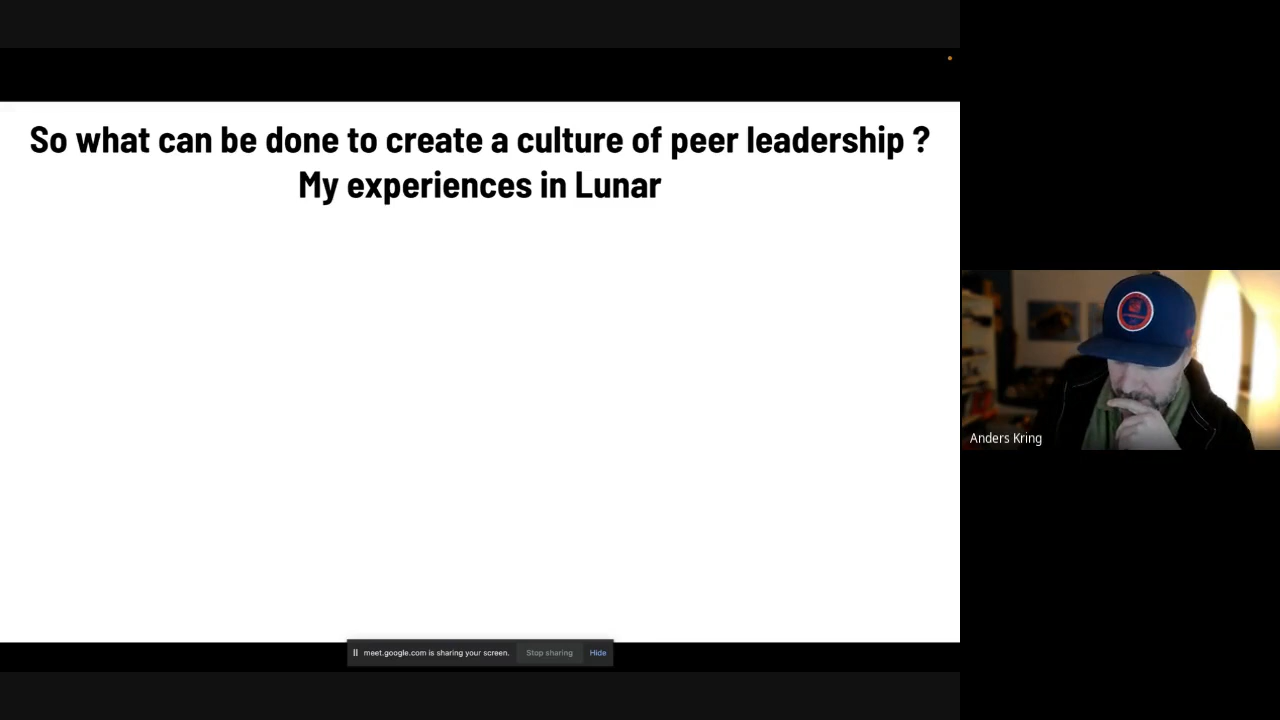 So what can be done to create a culture of peer leadership ?
My experiences in Lunar
Anders Kring
meet.google.com is sharing your screen. Stop sharing Hide